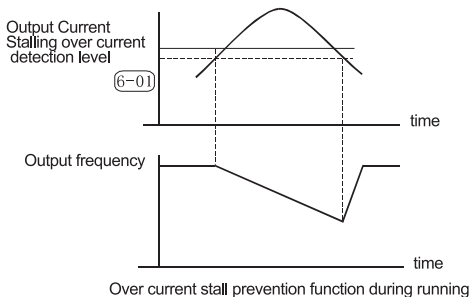 Output Current
Stalling over current
detection level
6-01
time
Output frequency
time
Over current stall prevention function during running